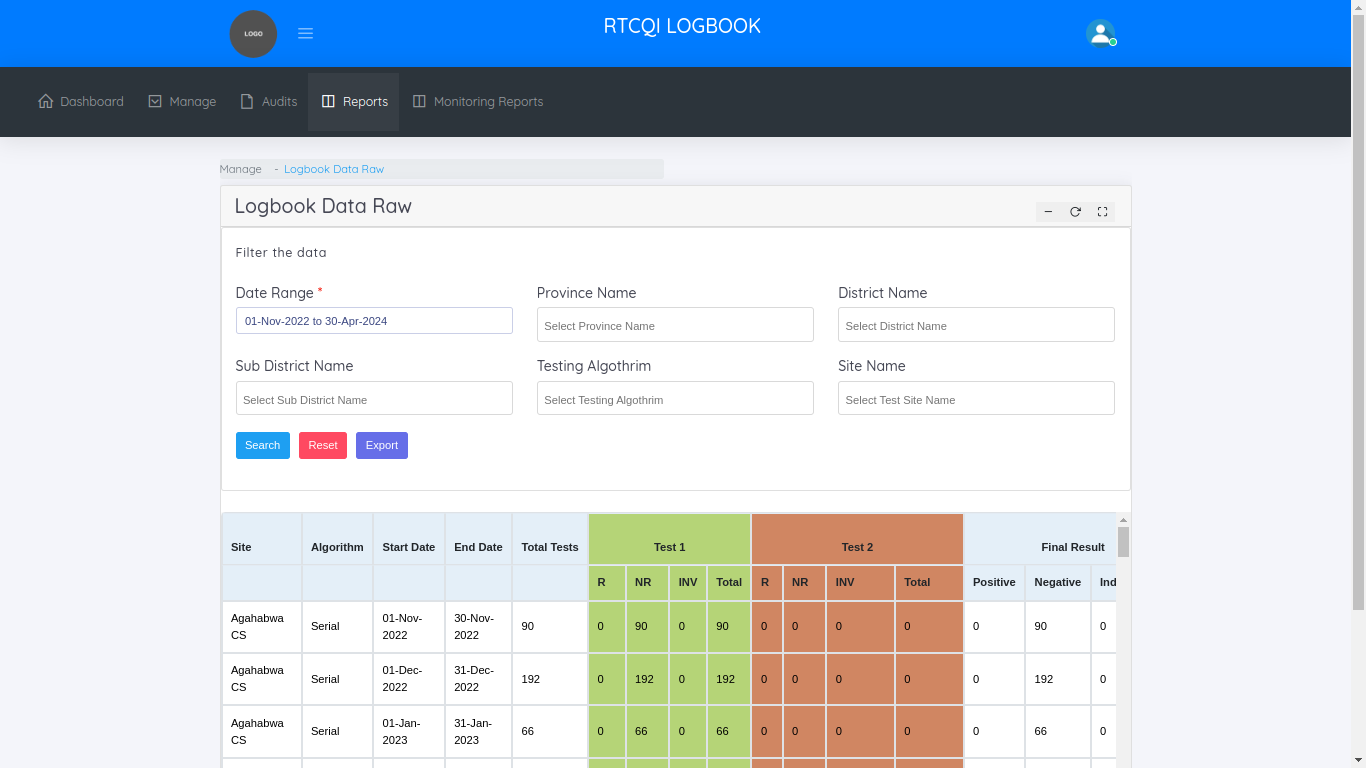 LOGO
RTCQI LOGBOOK
Dashboard Manage Audits Reports Monitoring Reports
Manage - Logbook Data Raw
Logbook Data Raw
Filter the data
Date Range * Province Name District Name
01-Nov-2022 to 30-Apr-2024 Select Province Name Select District Name
Sub District Name Testing Algothrim Site Name
Select Sub District Name Select Testing Algothrim Select Test Site Name
Search Reset Export
Site Algorithm Start Date End Date Total Tests Test 1 Test 2 Final Result
R NR INV Total R NR INV Total Positive Negative Ind
Agahabwa CS Serial 01-Nov-2022 30-Nov-2022 90 0 90 0 90 0 0 0 0 0 90 0
Agahabwa CS Serial 01-Dec-2022 31-Dec-2022 192 0 192 0 192 0 0 0 0 0 192 0
Agahabwa CS Serial 01-Jan-2023 31-Jan-2023 66 0 66 0 66 0 0 0 0 0 66 0